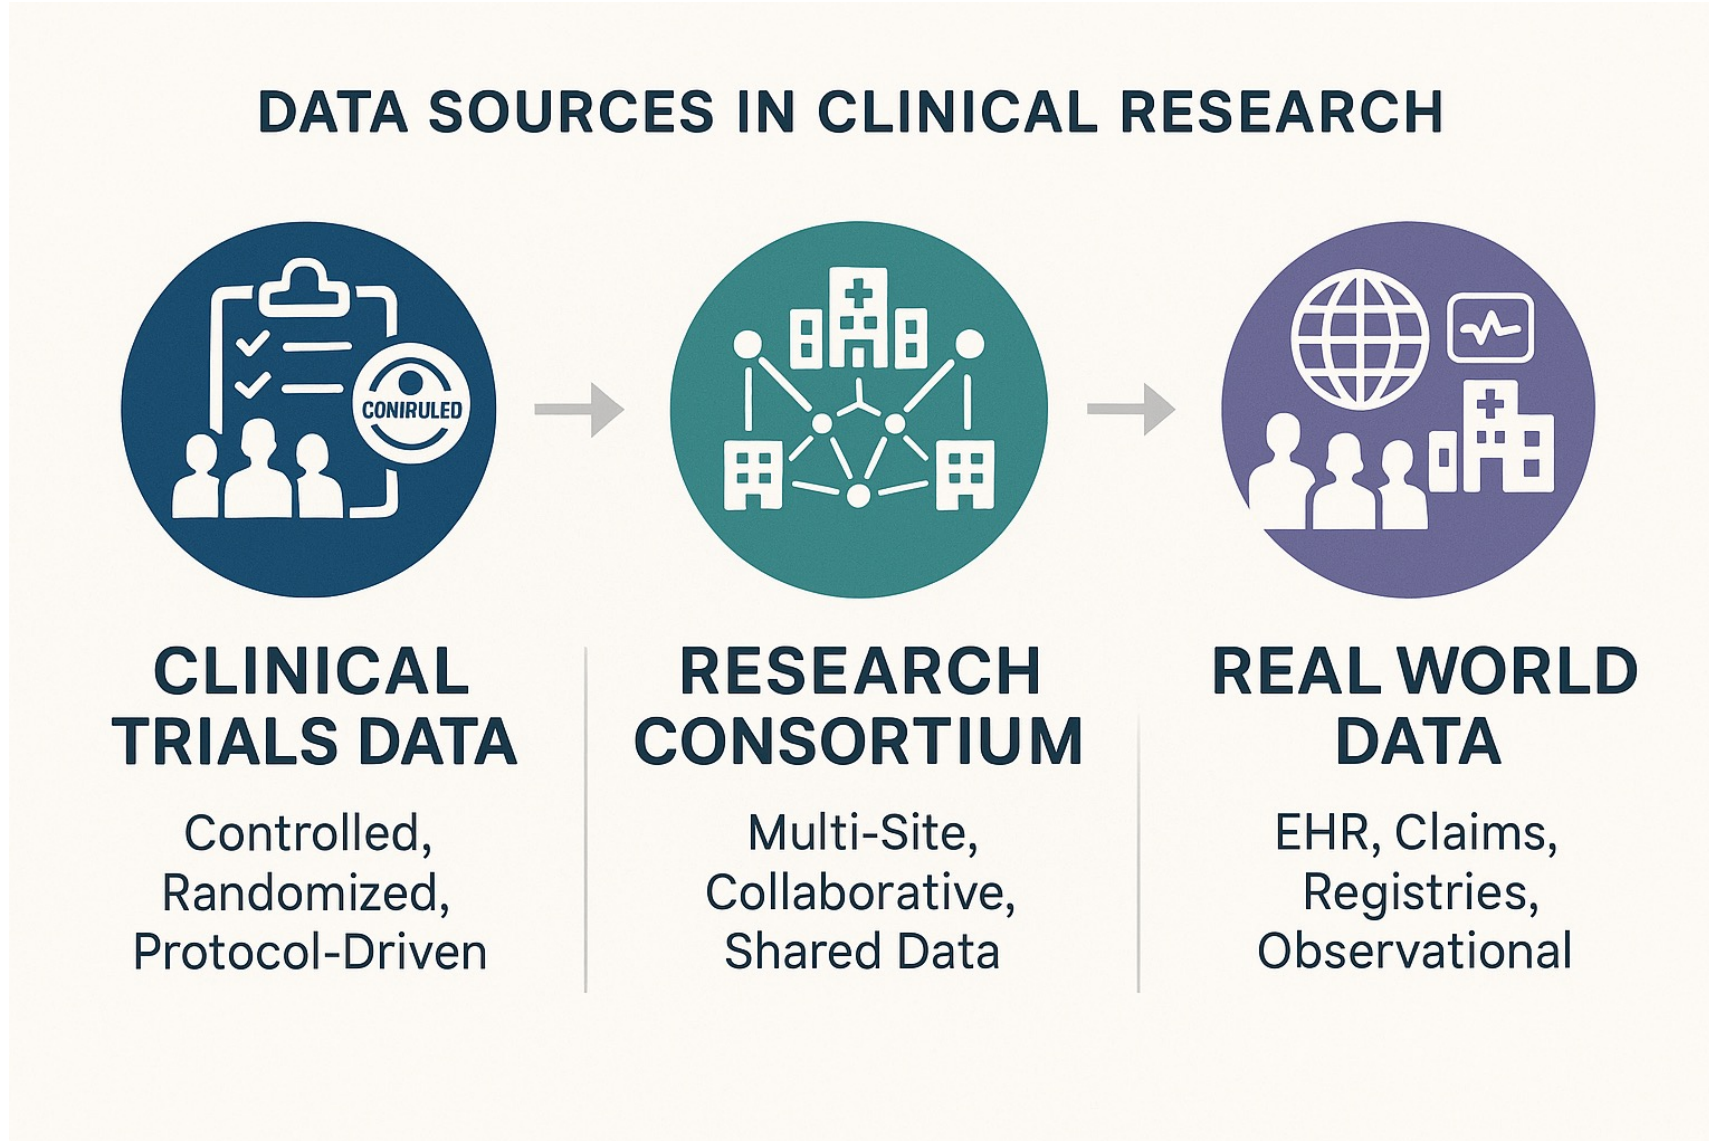 DATA SOURCES IN CLINICAL RESEARCH
CONIRULED
CLINICAL
TRIALS DATA
Controlled,
Randomized,
Protocol-Driven
RESEARCH
CONSORTIUM
Multi-Site,
Collaborative,
Shared Data
REAL WORLD
DATA
EHR, Claims,
Registries,
Observational